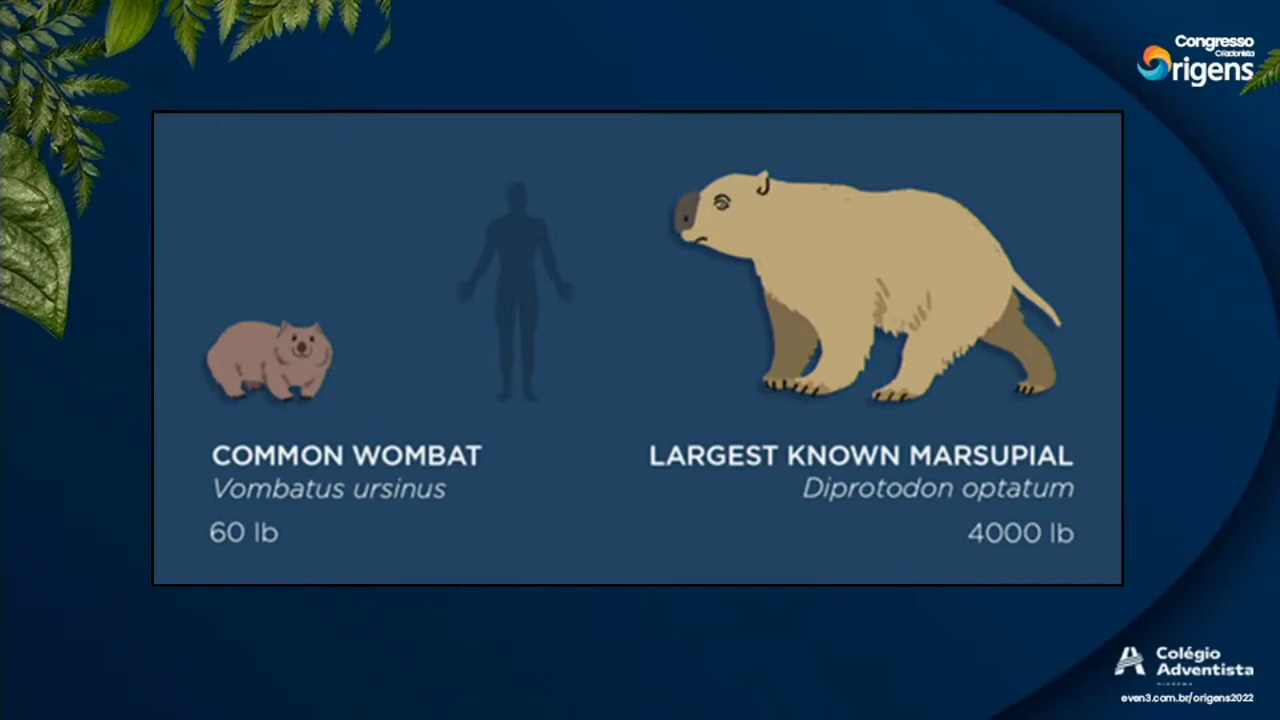 Congresso
Criacionista
Origens
COMMON WOMBAT
Vombatus ursinus
60 lb
LARGEST KNOWN MARSUPIAL
Diprotodon optatum
4000 lb
Colégio
Adventista
even3.com.br/origens2022